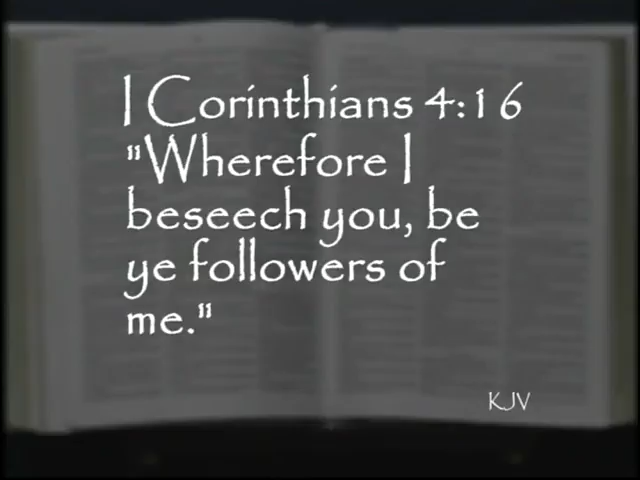 I Corinthians 4:16
"Wherefore I
beseech you, be
ye followers of
me."
KJV